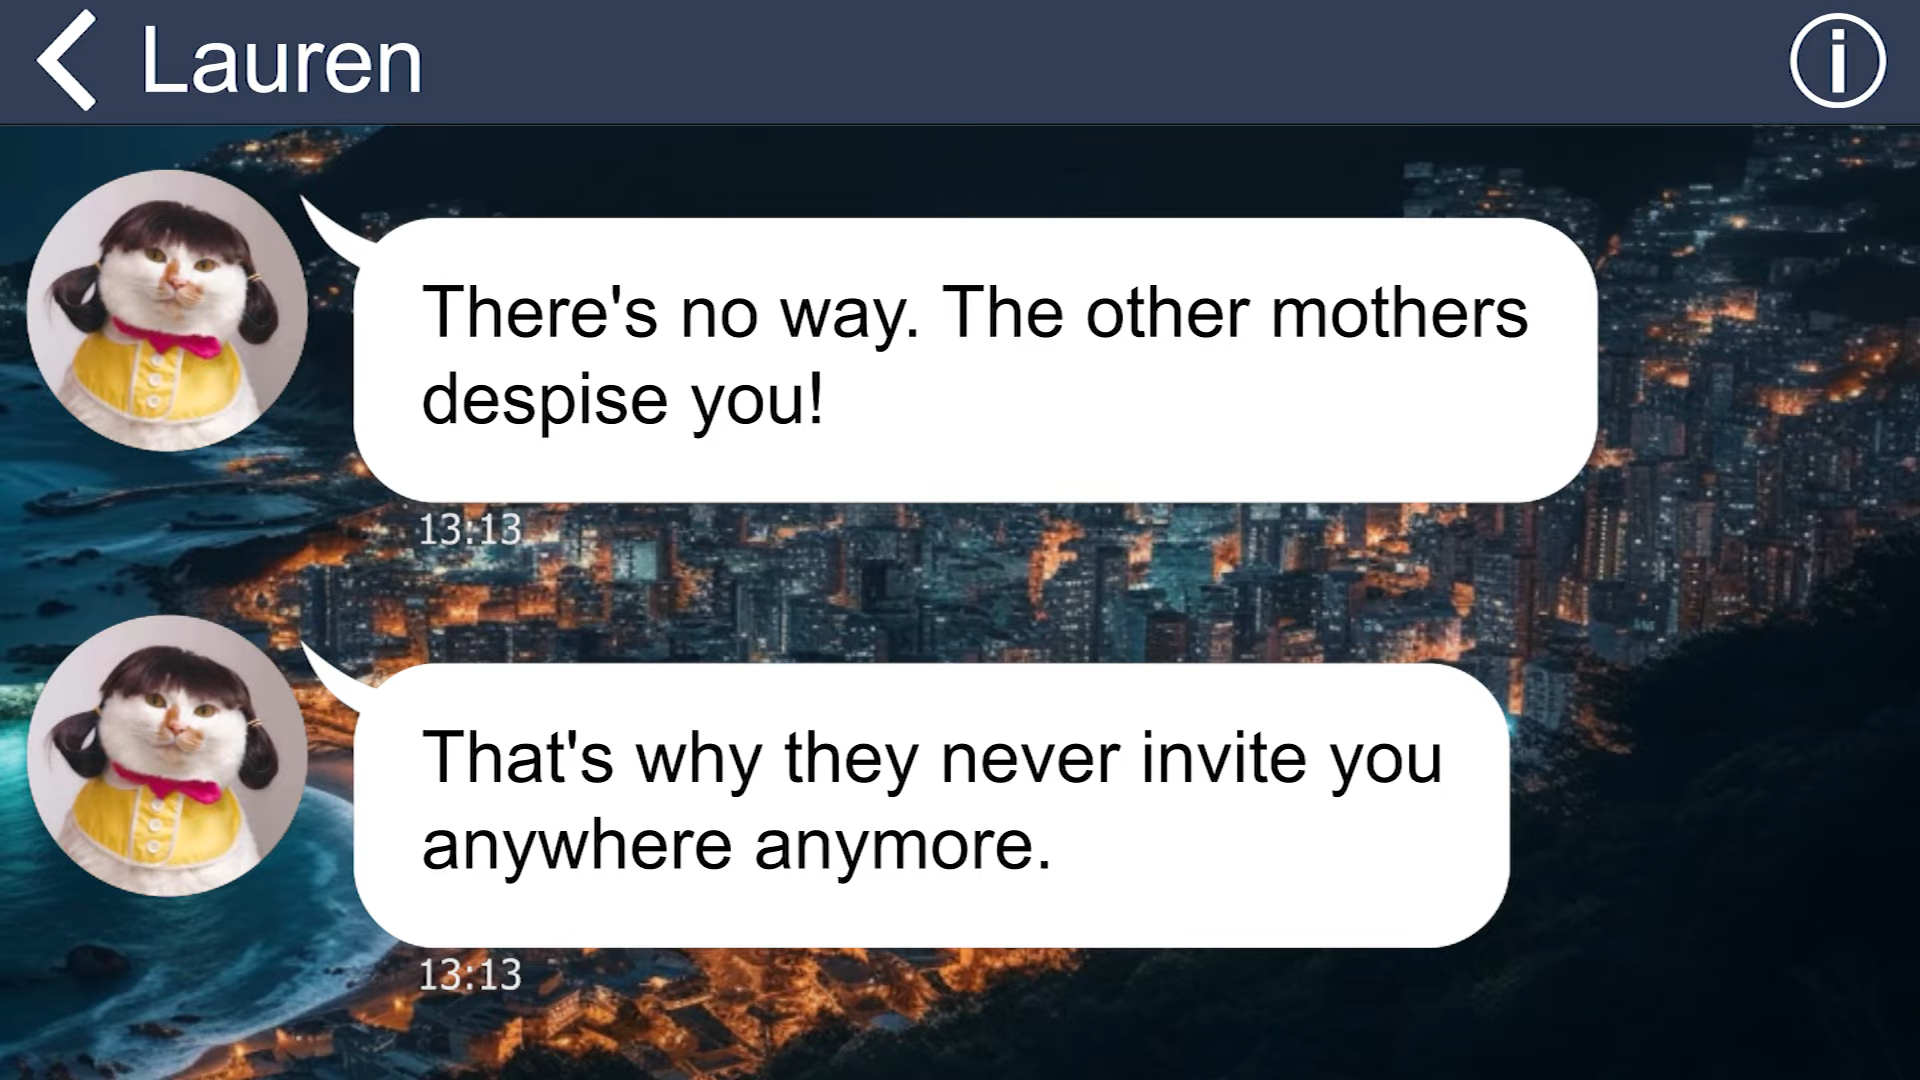 Lauren
There's no way. The other mothers
despise you!
13:13
That's why they never invite you
anywhere anymore.
13:13